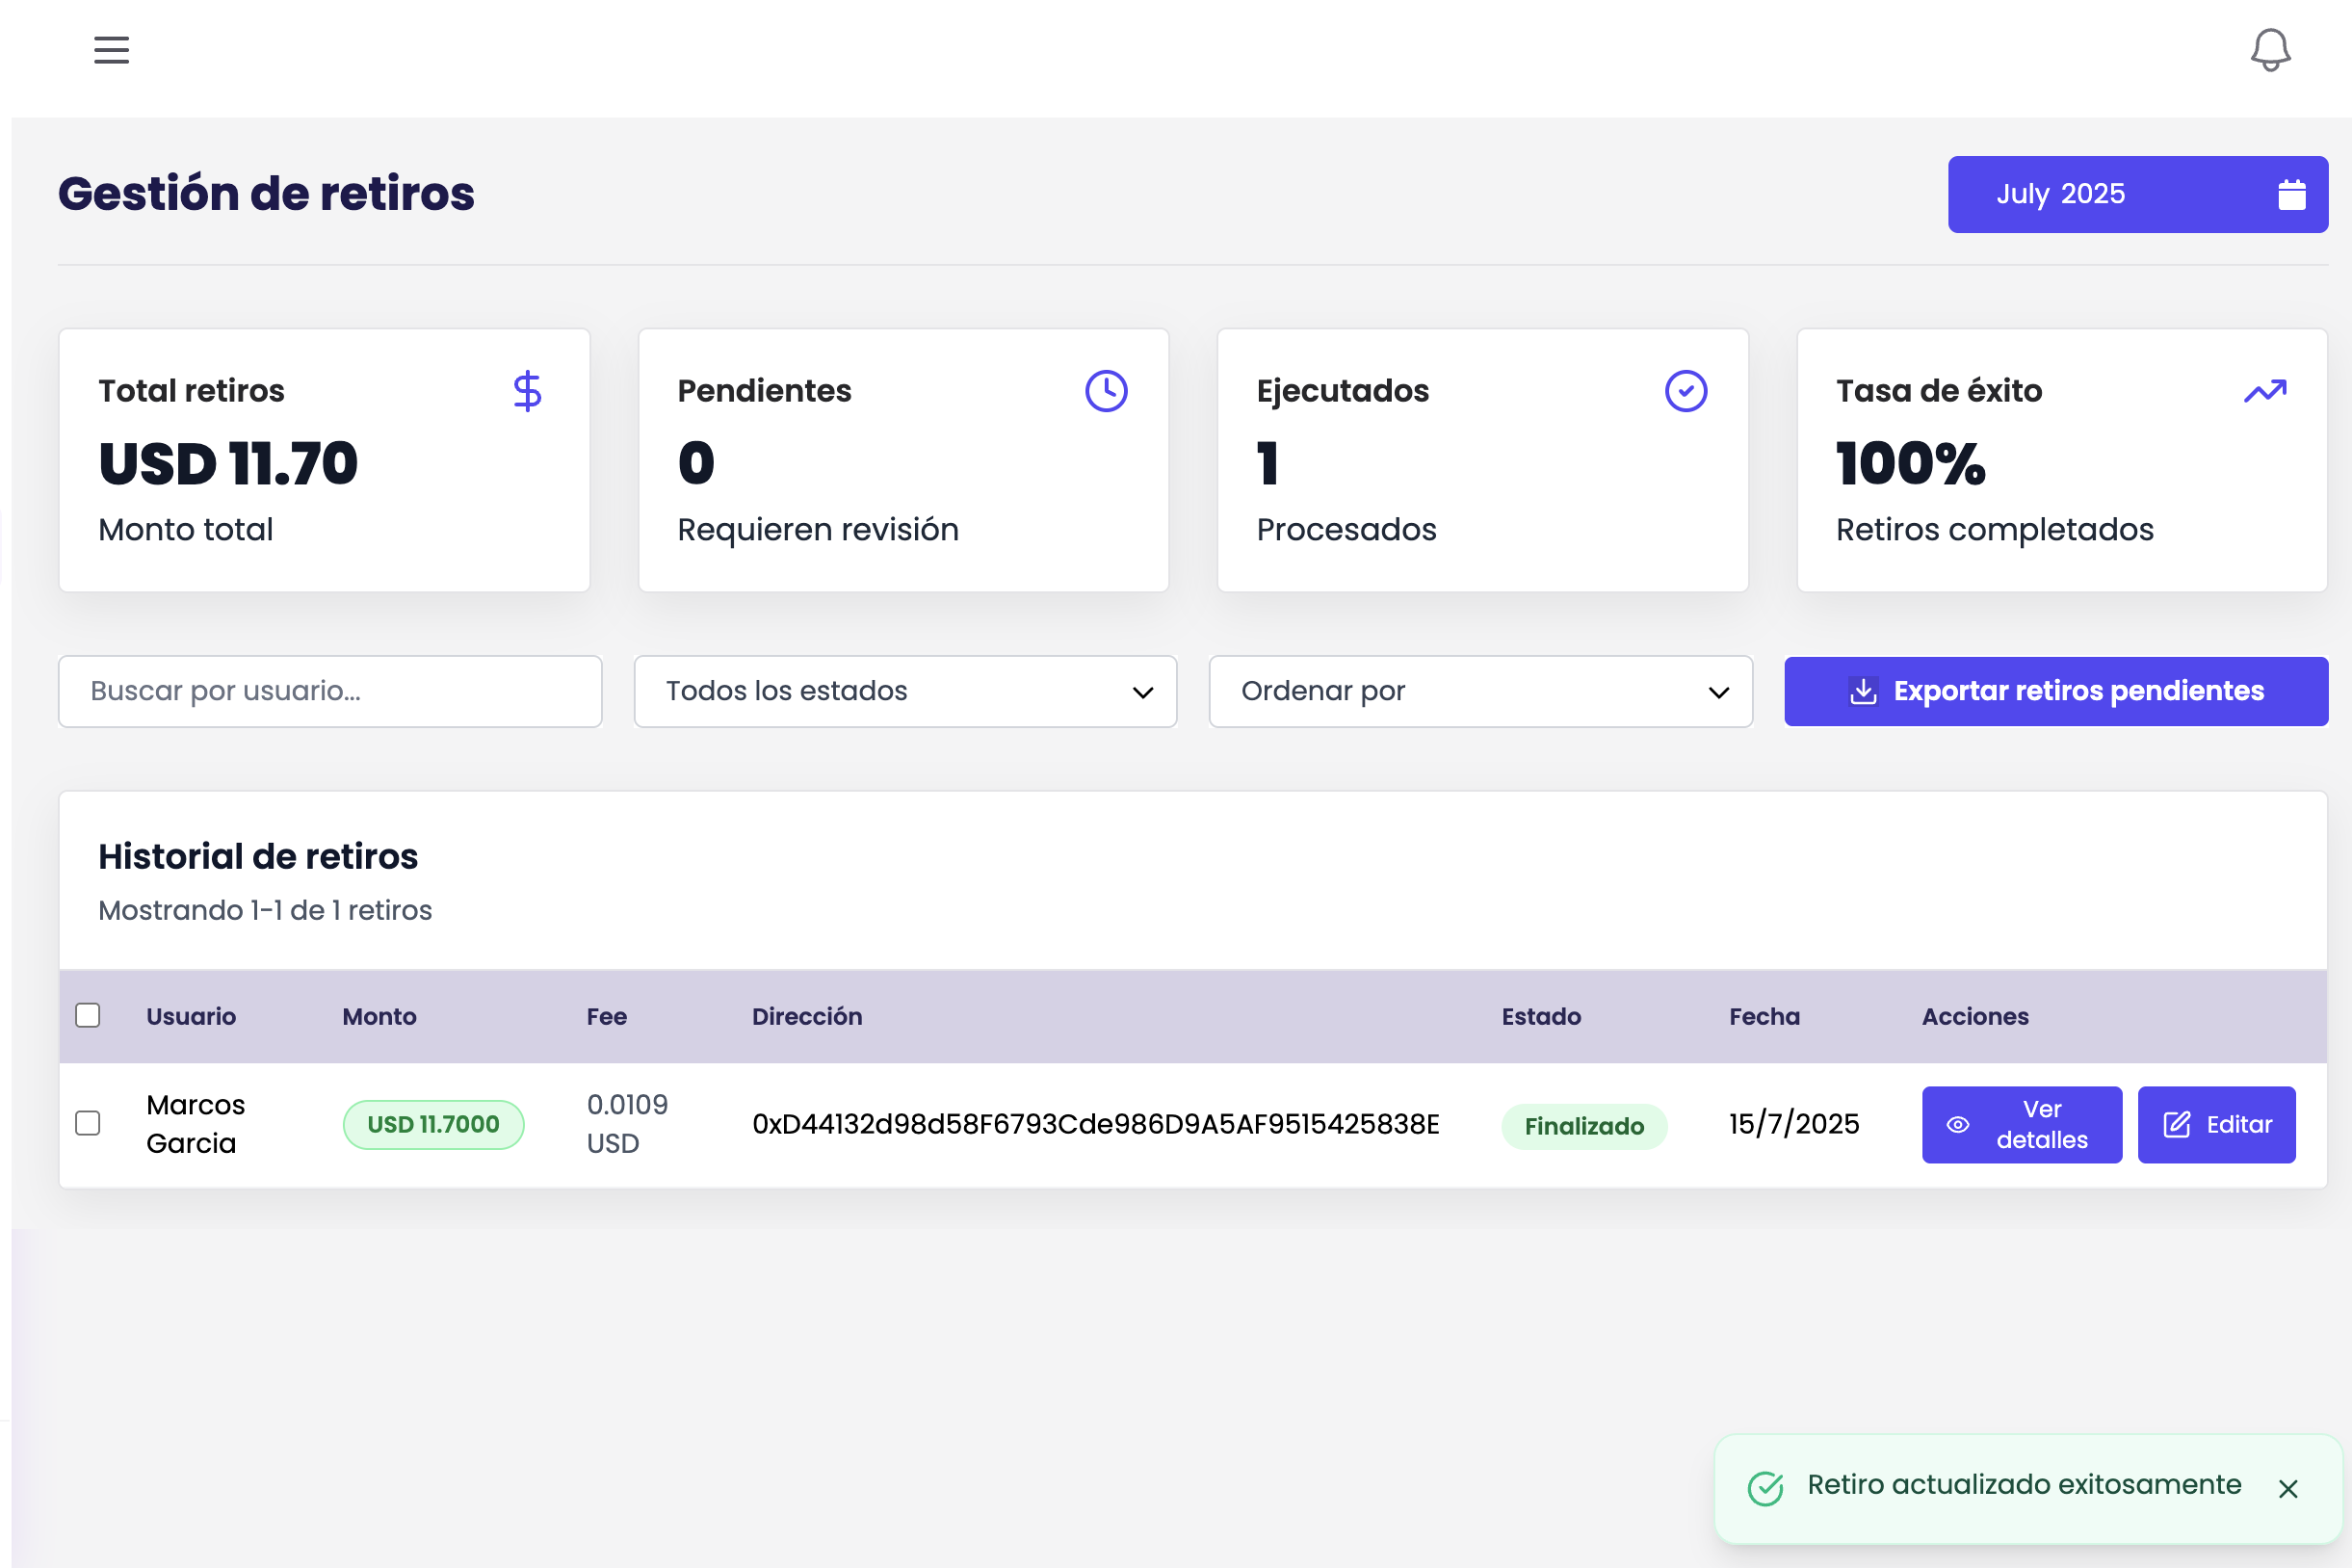 Gestión de retiros
July 2025
Total retiros
USD 11.70
Monto total
Pendientes
0
Requieren revisión
Ejecutados
1
Procesados
Tasa de éxito
100%
Retiros completados
Buscar por usuario...
Todos los estados
Ordenar por
Exportar retiros pendientes
Historial de retiros
Mostrando 1-1 de 1 retiros
Usuario Monto Fee Dirección Estado Fecha Acciones
Marcos
Garcia
USD 11.7000
0.0109
USD
0xD44132d98d58F6793Cde986D9A5AF9515425838E
Finalizado
15/7/2025
Ver
detalles
Editar
Retiro actualizado exitosamente